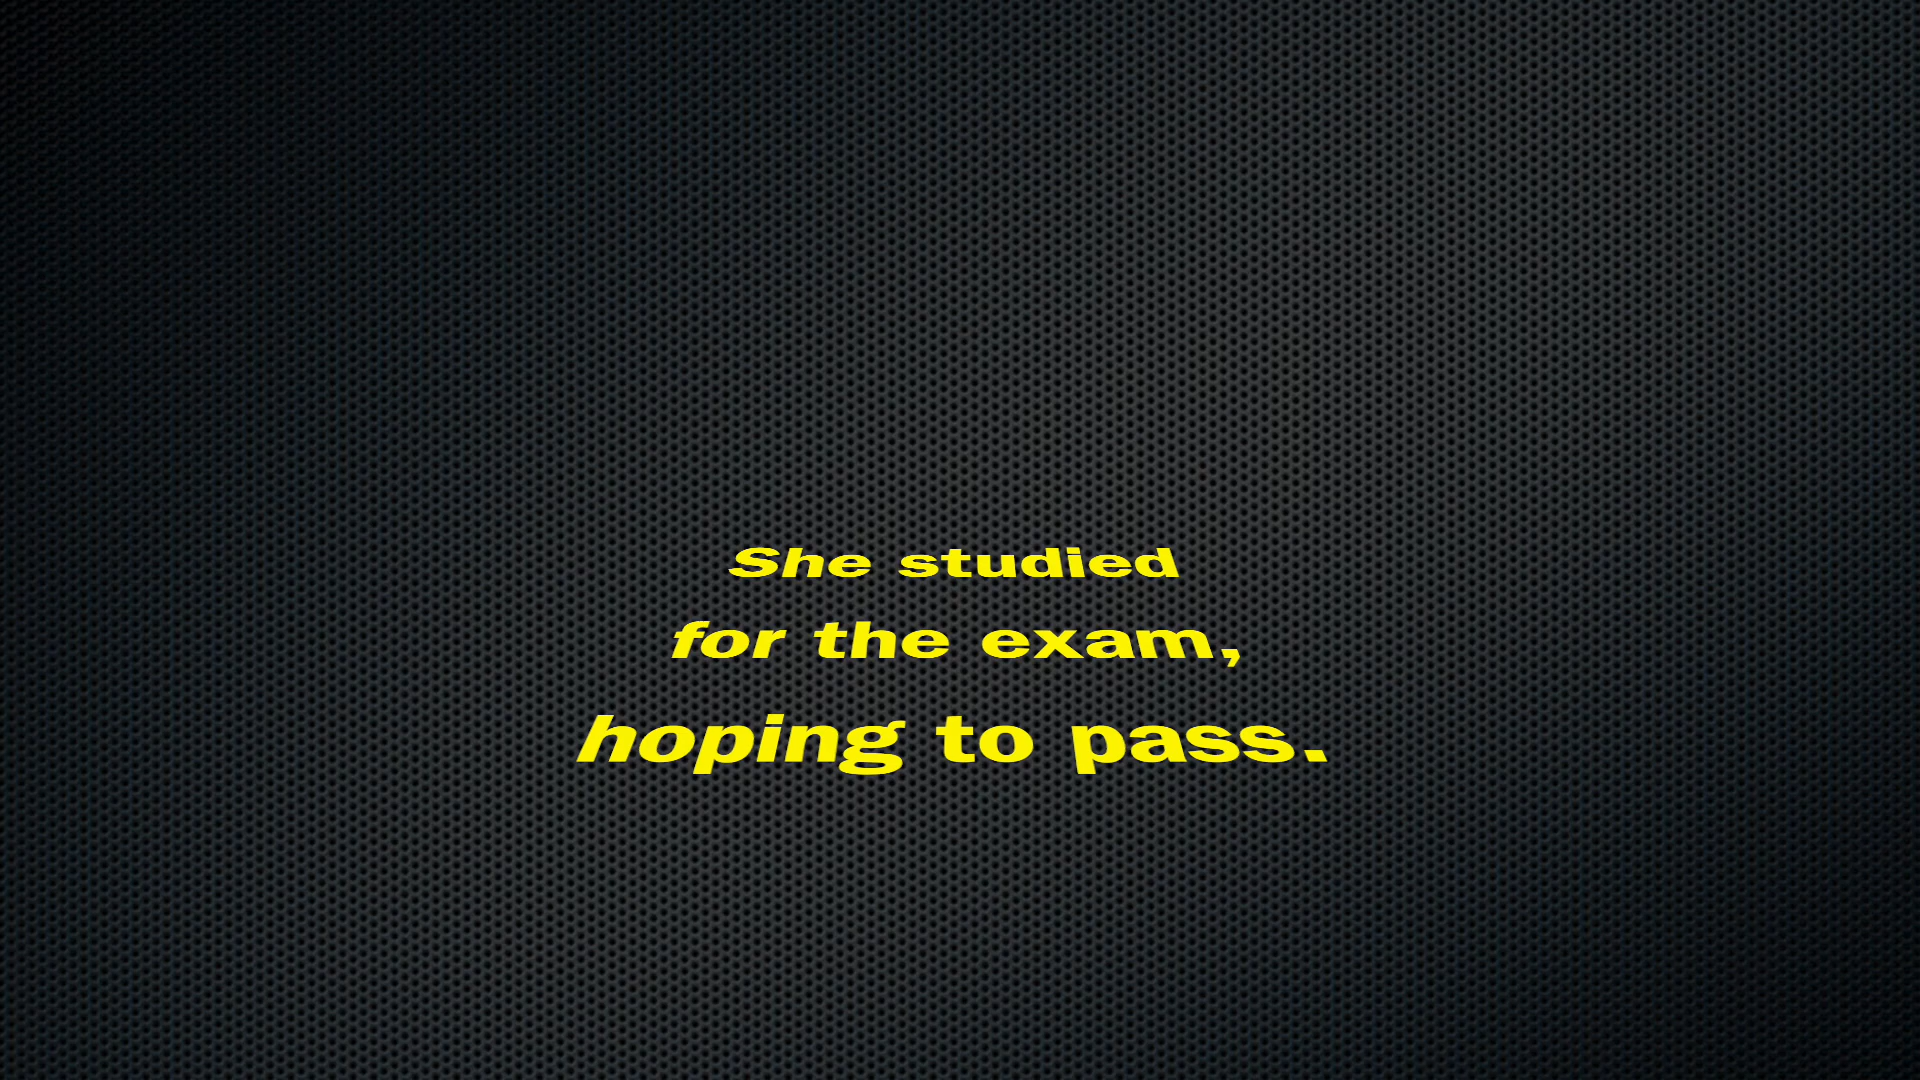 She studied
for the exam,
hoping to pass.